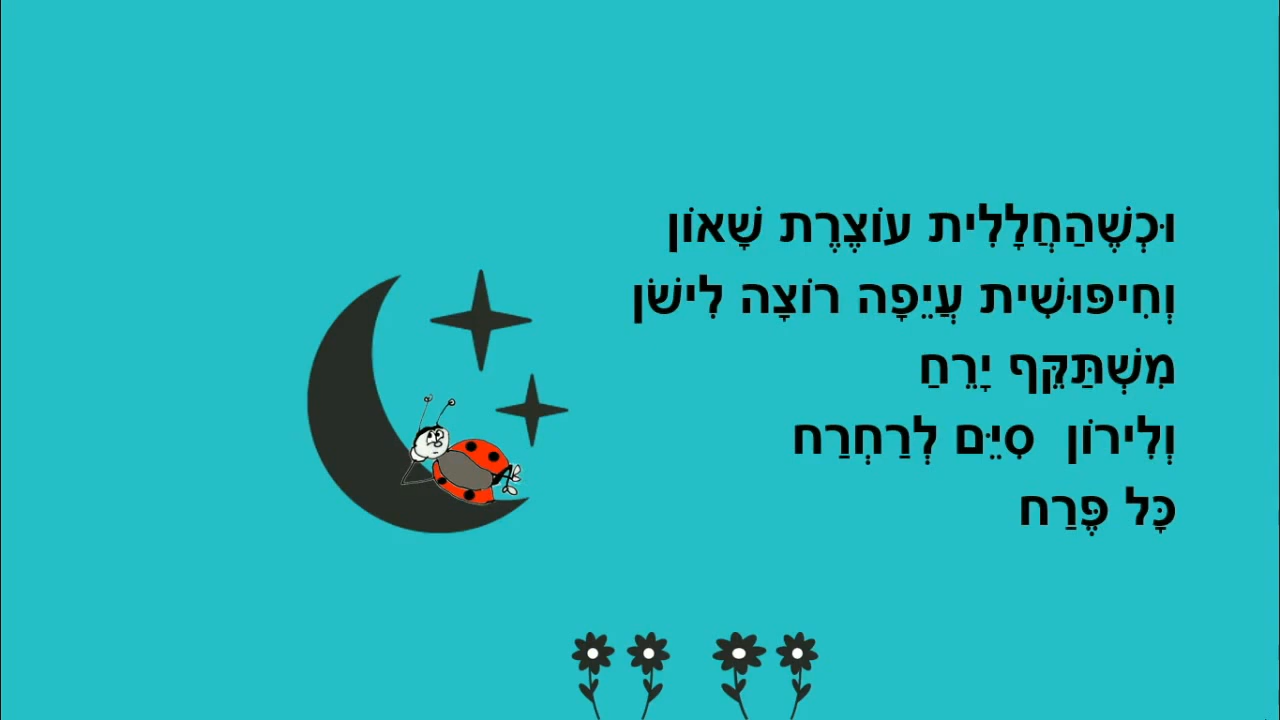 וּכְשֶׁהַחֲלָלִית עוֹצֶרֶת שָׁאוֹן
וְחִיפּוּשִׁית עֲיֵפָה רוֹצָה לִישֹׁן
מִשְׁתַּקֵּף יָרֵחַ
וְלִירוֹן סִיֵּם לְרַחְרַח
כָּל פֶּרַח